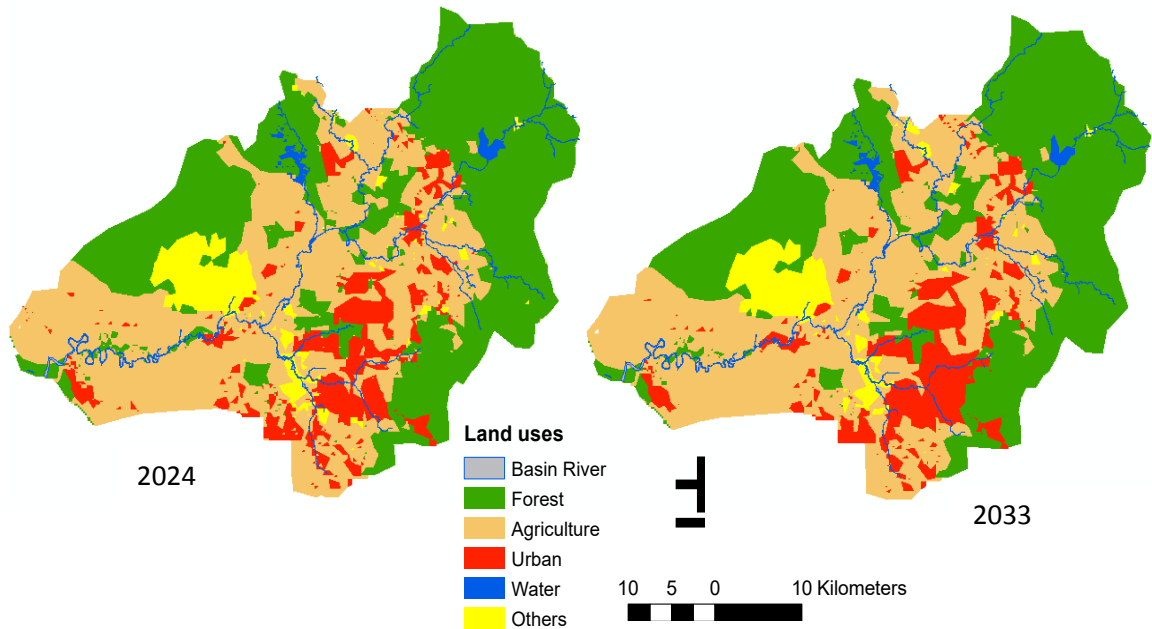 2024
2033
Land uses
Basin River
Forest
Agriculture
Urban
Water
Others
10 5 0 10 Kilometers